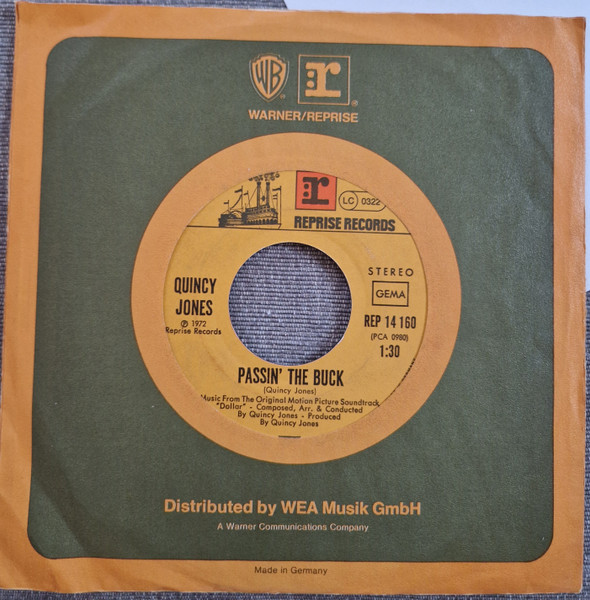 WB r
WARNER/REPRISE
r
LC 0322
REPRISE RECORDS
QUINCY
JONES
℗ 1972
Reprise Records
STEREO
GEMA
REP 14 160
(PCA 0980)
1:30
PASSIN' THE BUCK
(Quincy Jones)
Music From The Original Motion Picture Soundtrack
"Dollar" - Composed, Arr. & Conducted
By Quincy Jones - Produced
By Quincy Jones
Distributed by WEA Musik GmbH
A Warner Communications Company
Made in Germany